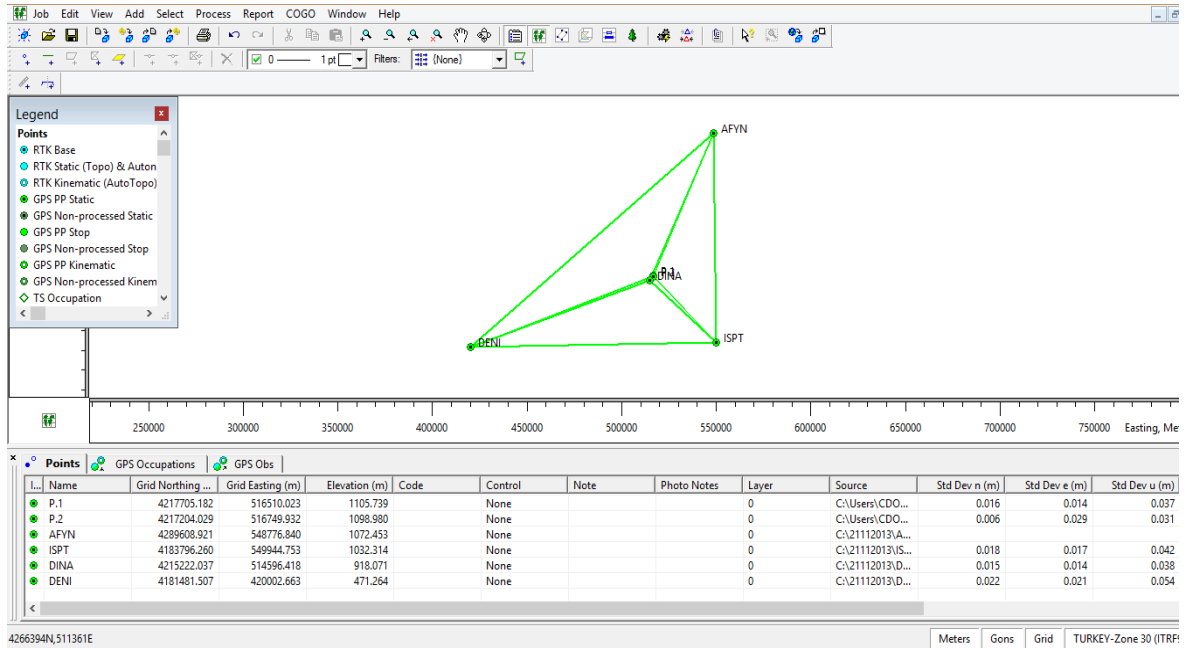 Job Edit View Add Select Process Report COGO Window Help
0 1 pt Filters: {None}
Legend
Points
RTK Base
RTK Static (Topo) & Auton
RTK Kinematic (AutoTopo)
GPS PP Static
GPS Non-processed Static
GPS PP Stop
GPS Non-processed Stop
GPS PP Kinematic
GPS Non-processed Kinem
TS Occupation
AFYN
DINA
ISPT
DENI
250000 300000 350000 400000 450000 500000 550000 600000 650000 700000 750000 Easting, Met
Points GPS Occupations GPS Obs
I... Name Grid Northing ... Grid Easting (m) Elevation (m) Code Control Note Photo Notes Layer Source Std Dev n (m) Std Dev e (m) Std Dev u (m)
P.1 4217705.182 516510.023 1105.739 None 0 C:\Users\CDO... 0.016 0.014 0.037
P.2 4217204.029 516749.932 1098.980 None 0 C:\Users\CDO... 0.006 0.029 0.031
AFYN 4289608.921 548776.840 1072.453 None 0 C:\21112013\A...
ISPT 4183796.260 549944.753 1032.314 None 0 C:\21112013\IS... 0.018 0.017 0.042
DINA 4215222.037 514596.418 918.071 None 0 C:\21112013\D... 0.015 0.014 0.038
DENI 4181481.507 420002.663 471.264 None 0 C:\21112013\D... 0.022 0.021 0.054
4266394N,511361E Meters Gons Grid TURKEY-Zone 30 (ITRF9